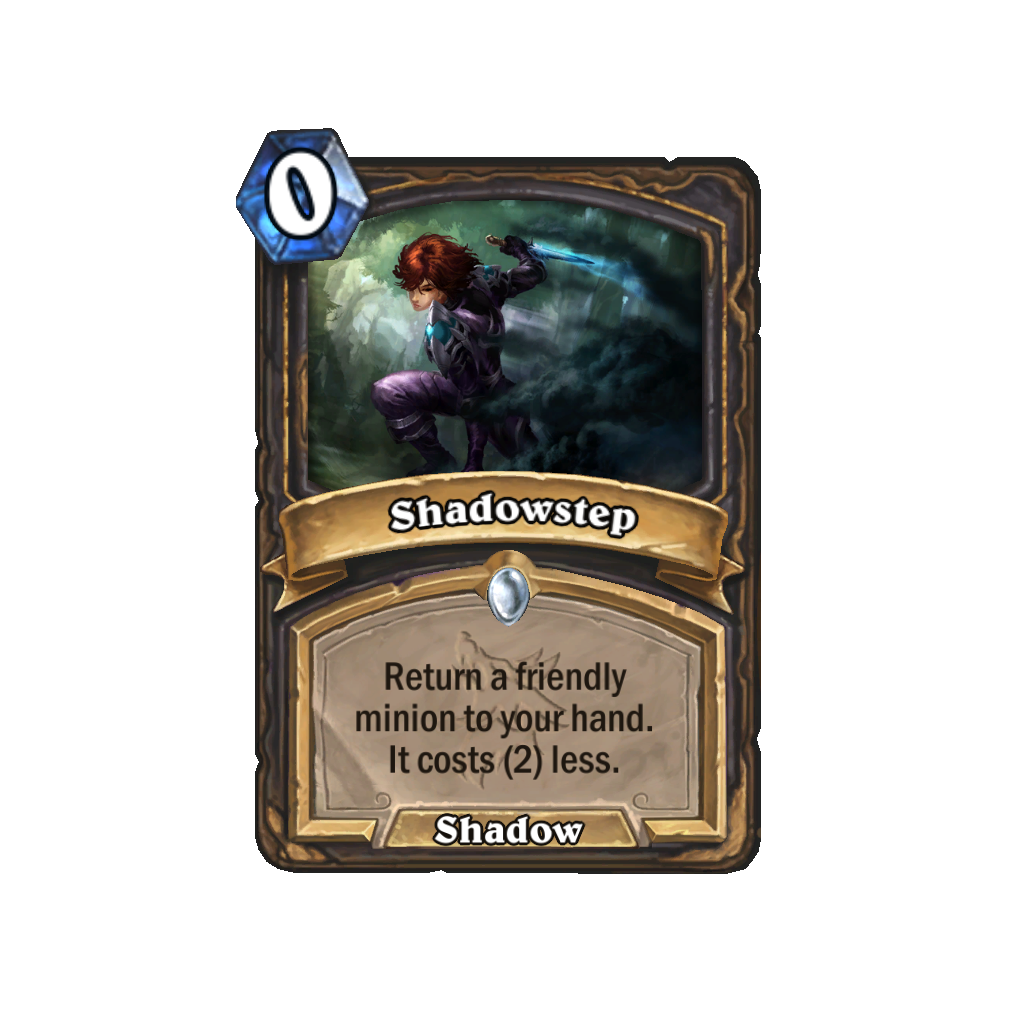 0
Shadowstep
Return a friendly
minion to your hand.
It costs (2) less.
Shadow